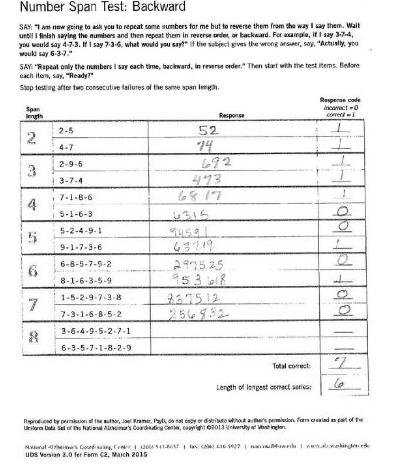 Number Span Test: Backward
SAY: "I am now going to ask you to repeat some numbers for me but to reverse them from the way I say them. Wait
until I finish saying the numbers and then repeat them in reverse order, or backward. For example, if I say 3-7-4,
you would say 4-7-3. If I say 7-3-6, what would you say?" If the subject gives the wrong answer, say, "Actually, you
would say 6-3-7."
SAY: "Repeat only the numbers I say each time, backward, in reverse order." Then start with the test items. Before
each item, say, "Ready?"
Stop testing after two consecutive failures of the same span length.
Span length Response Response code incorrect = 0 correct = 1
2
2-5 52 1
4-7 74 1
3
2-9-6 692 1
3-7-4 473 1
4
7-1-8-6 6817 1
5-1-6-3 6315 0
5
5-2-4-9-1 94591 0
9-1-7-3-6 63719 1
6
6-8-5-7-9-2 297525 0
8-1-6-3-5-9 953618 1
7
1-5-2-9-7-3-8 837512 0
7-3-1-6-8-5-2 256832 0
8
3-6-4-9-5-2-7-1
6-3-5-7-1-8-2-9
Total correct: 7
Length of longest correct series: 6
Reproduced by permission of the author, Joel Kramer, PsyD, do not copy or distribute without author's permission. Form created as part of the
Uniform Data Set of the National Alzheimer's Coordinating Center, copyright ©2013 University of Washington.
National Alzheimer's Coordinating Center | (206) 543-8637 | fax: (206) 616-5927
UDS Version 3.0 for Form C2, March 2015